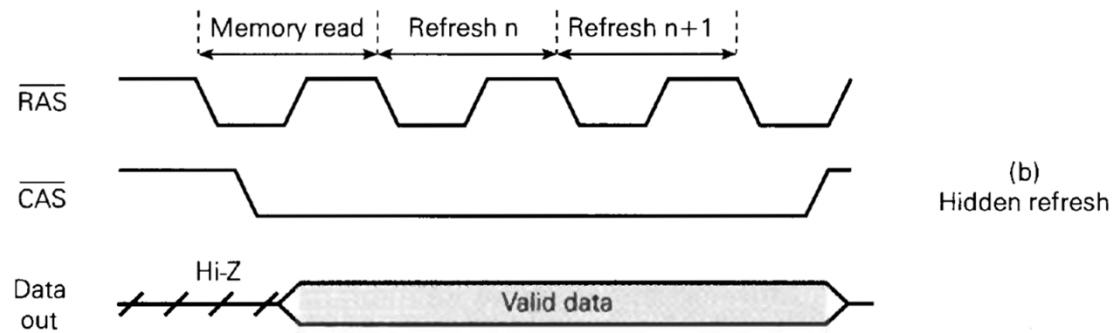 Memory read Refresh n Refresh n+1
RAS
CAS
(b)
Hidden refresh
Hi-Z
Data
out
Valid data